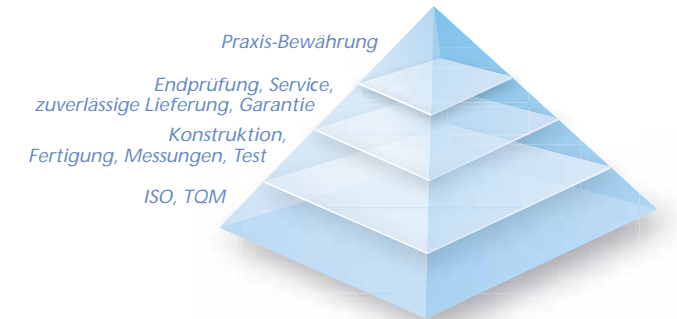 Praxis-Bewährung
Endprüfung, Service,
zuverlässige Lieferung, Garantie
Konstruktion,
Fertigung, Messungen, Test
ISO, TQM